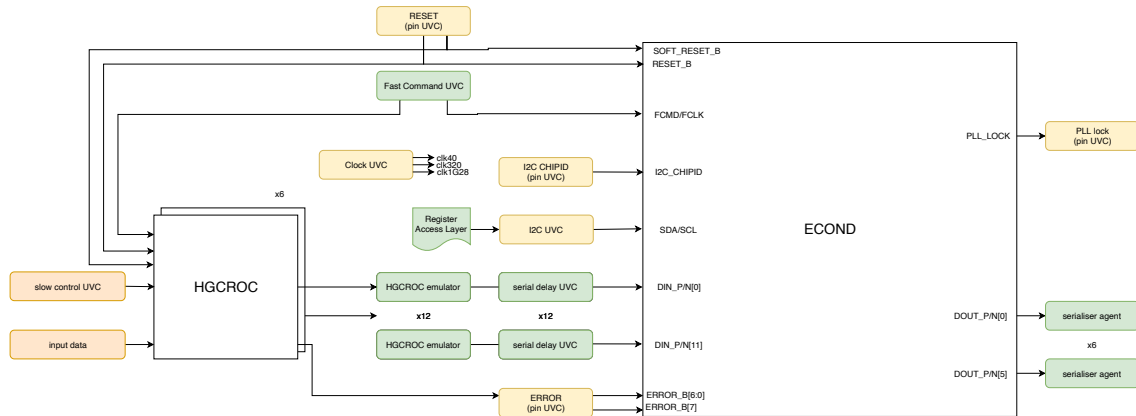 RESET
(pin UVC)
SOFT_RESET_B
RESET_B
Fast Command UVC
FCMD/FCLK
PLL_LOCK
PLL lock
(pin UVC)
Clock UVC
clk40
clk320
clk1G28
I2C CHIPID
(pin UVC)
I2C_CHIPID
x6
Register
Access Layer
I2C UVC
SDA/SCL
ECOND
HGCROC
slow control UVC
HGCROC emulator
serial delay UVC
DIN_P/N[0]
x12
x12
DOUT_P/N[0]
serialiser agent
input data
HGCROC emulator
serial delay UVC
DIN_P/N[11]
x6
DOUT_P/N[5]
serialiser agent
ERROR
(pin UVC)
ERROR_B[6:0]
ERROR_B[7]